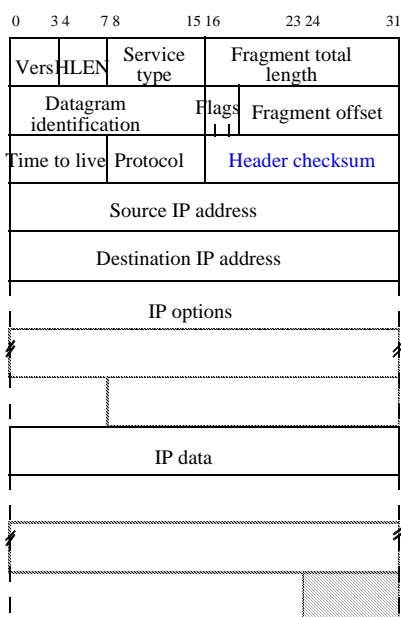 0 3 4 7 8 15 16 23 24 31
Vers HLEN Service type Fragment total length
Datagram identification Flags Fragment offset
Time to live Protocol Header checksum
Source IP address
Destination IP address
IP options
IP data